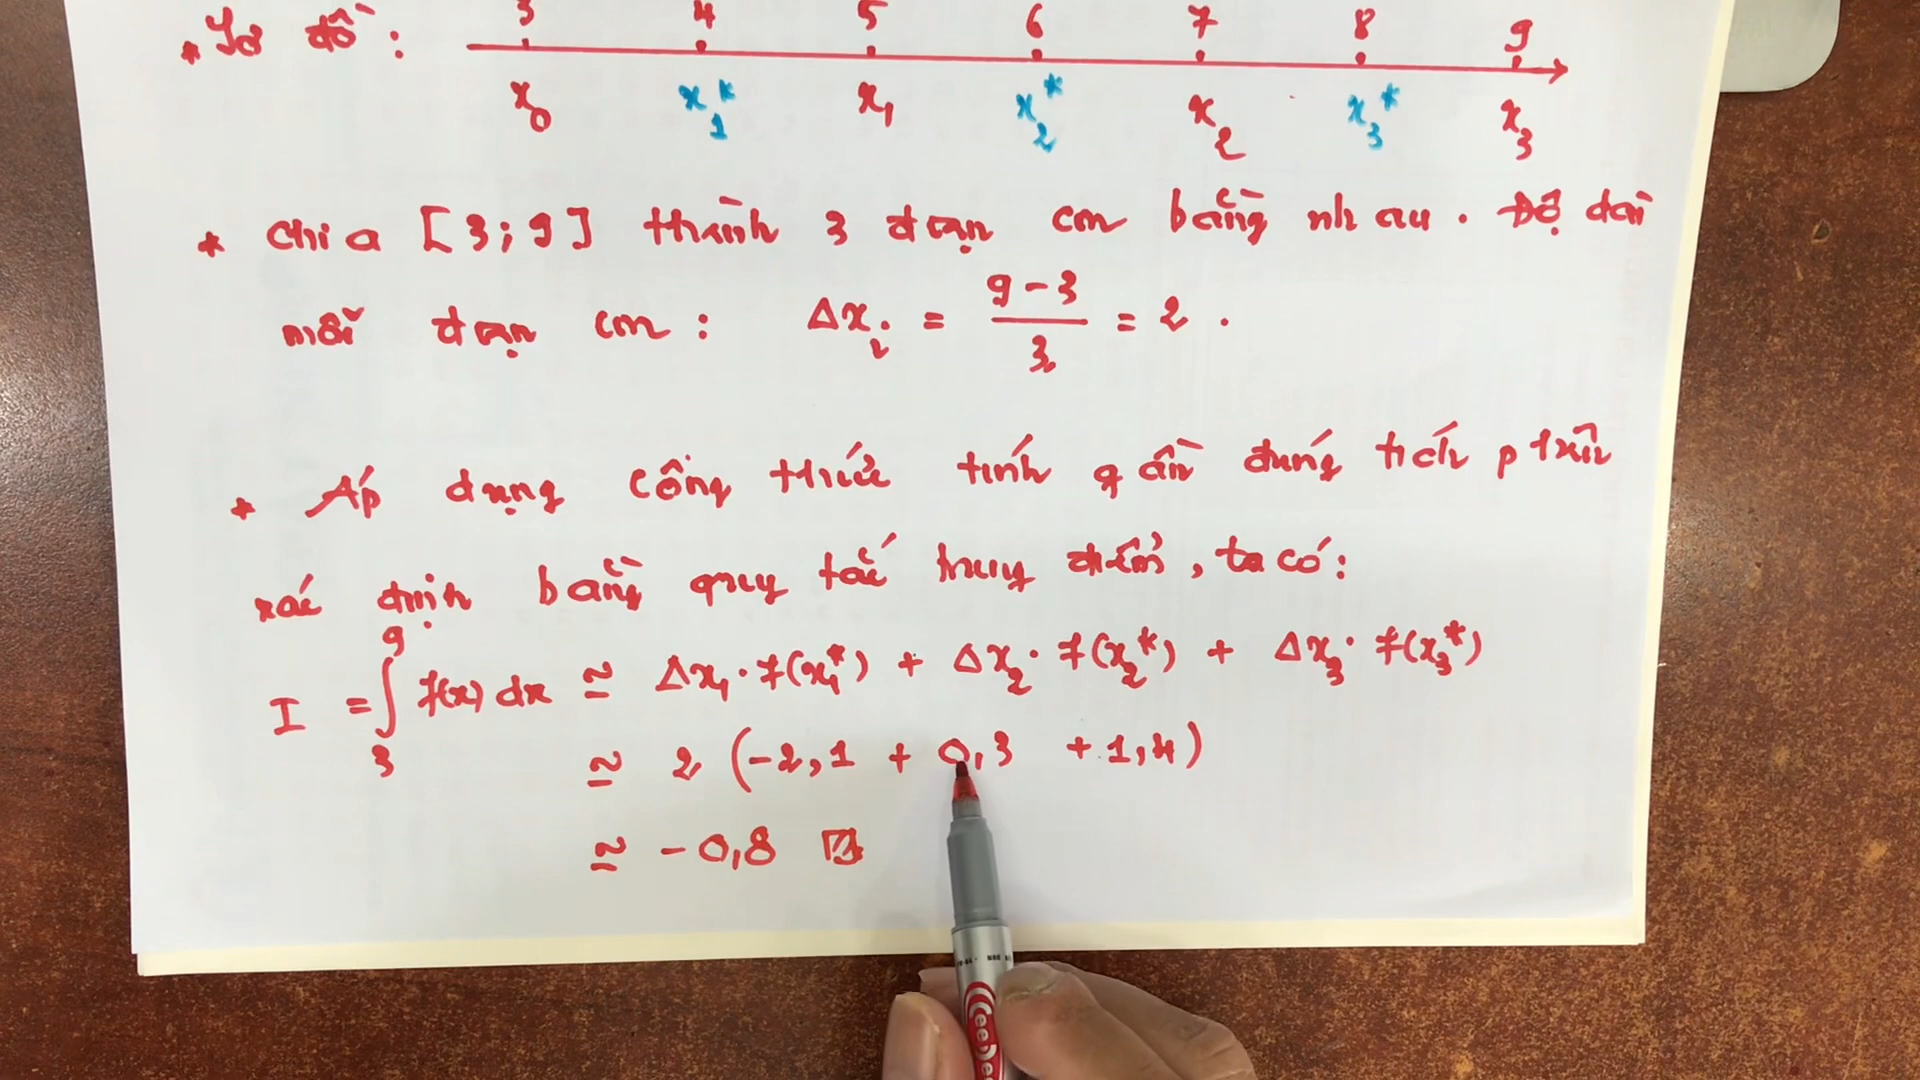 * Sơ đồ :
3 4 5 6 7 8 9
x₀ x₁* x₁ x₂* x₂ x₃* x₃
* chia [3;9] thành 3 đoạn con bằng nhau. Độ dài
mỗi đoạn con : Δxᵢ = (9-3)/3 = 2 .
* Áp dụng công thức tính gần đúng tích phân
xác định bằng quy tắc trung điểm, ta có:
I = ∫₃⁹ f(x) dx ≅ Δx₁·f(x₁*) + Δx₂·f(x₂*) + Δx₃·f(x₃*)
≅ 2 (-2,1 + 0,3 + 1,4)
≅ -0,8